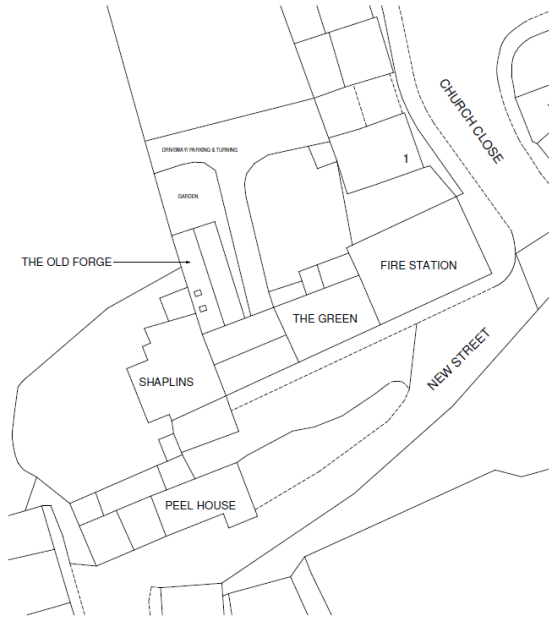 CHURCH CLOSE
DRIVEWAY/ PARKING & TURNING
1
GARDEN
THE OLD FORGE
FIRE STATION
THE GREEN
NEW STREET
SHAPLINS
PEEL HOUSE